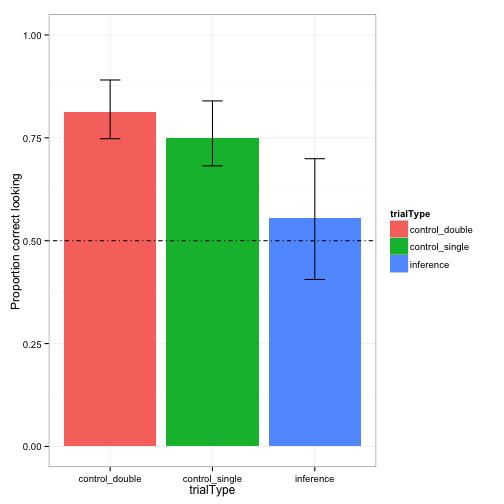 1.00
0.75
0.50
0.25
0.00
Proportion correct looking
control_double control_single inference
trialType
trialType
control_double
control_single
inference